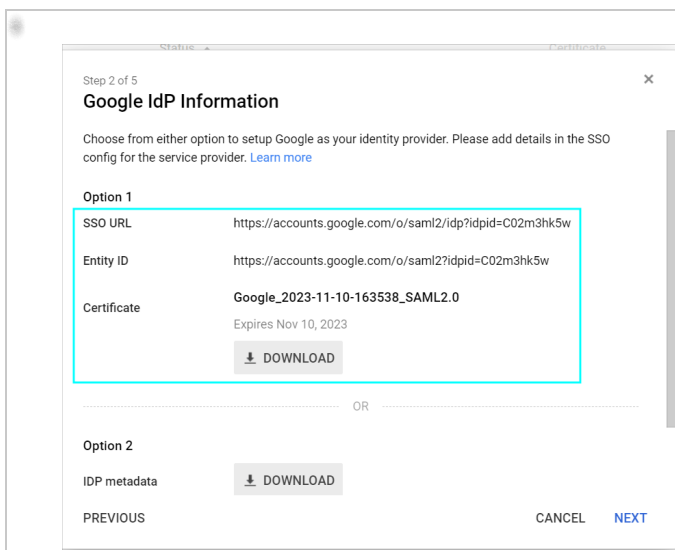 Status
Certificate
Step 2 of 5
Google IdP Information
Choose from either option to setup Google as your identity provider. Please add details in the SSO
config for the service provider. Learn more
Option 1
SSO URL
https://accounts.google.com/o/saml2/idp?idpid=C02m3hk5w
Entity ID
https://accounts.google.com/o/saml2?idpid=C02m3hk5w
Certificate
Google_2023-11-10-163538_SAML2.0
Expires Nov 10, 2023
DOWNLOAD
OR
Option 2
IDP metadata
DOWNLOAD
PREVIOUS
CANCEL
NEXT